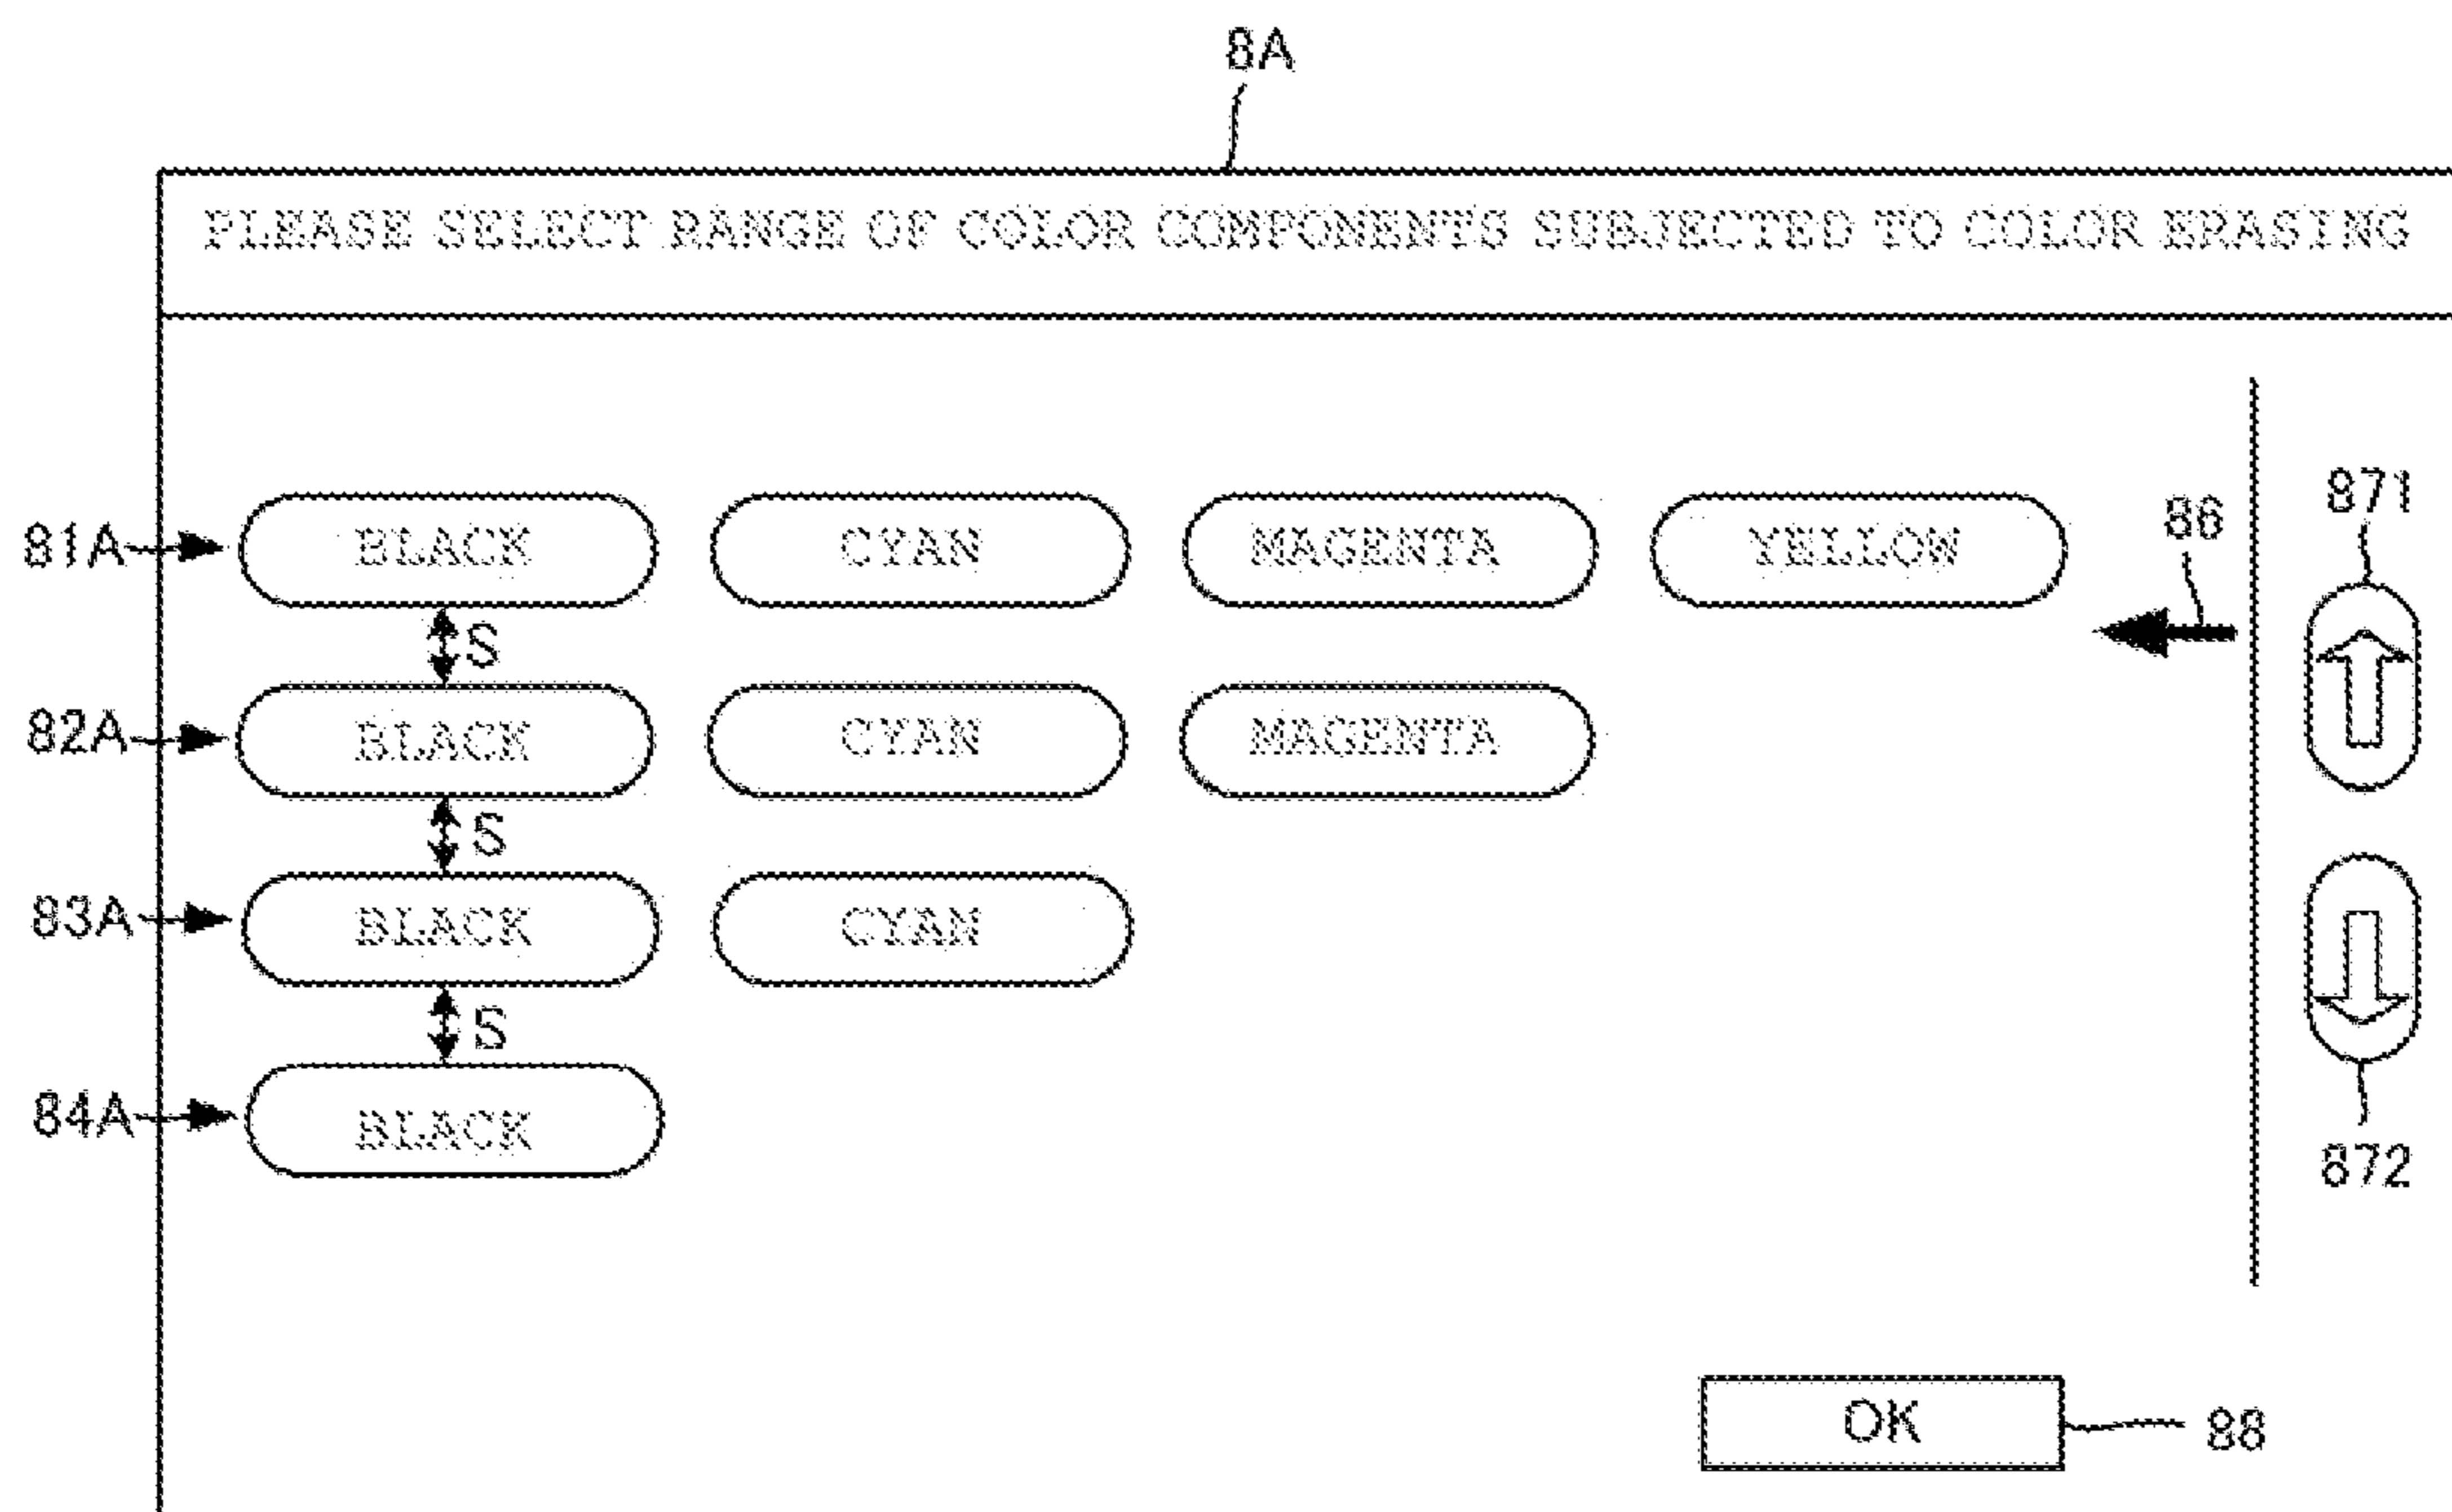 8A
PLEASE SELECT RANGE OF COLOR COMPONENTS SUBJECTED TO COLOR ERASING
81A BLACK CYAN MAGENTA YELLOW 86 871
S
82A BLACK CYAN MAGENTA
S
83A BLACK CYAN
S
84A BLACK 872
OK 88